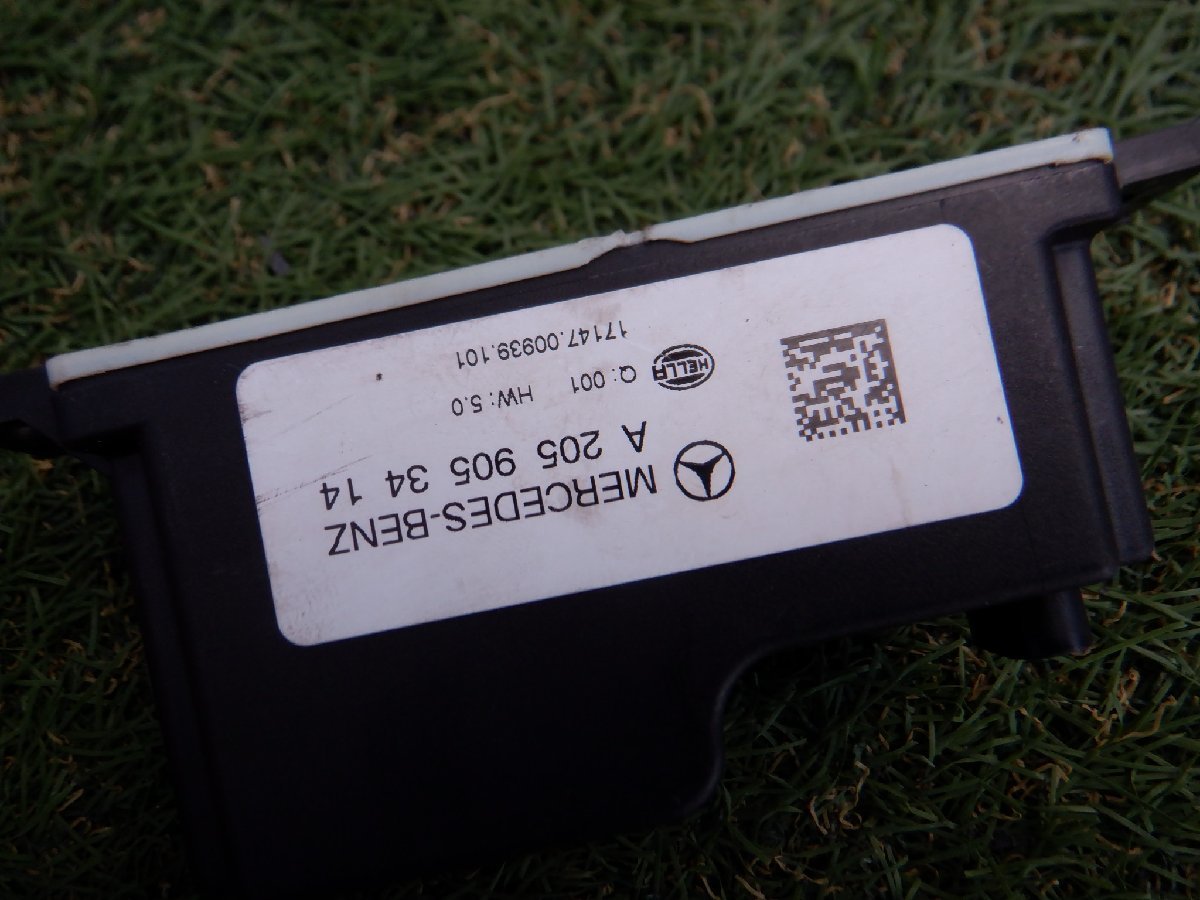 MERCEDES-BENZ
A 205 905 34 14
HELLA Q: 001 HW: 5.0
17147.00939.101